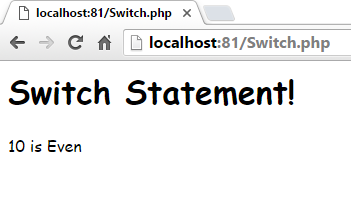 localhost:81/Switch.php
localhost:81/Switch.php
Switch Statement!
10 is Even